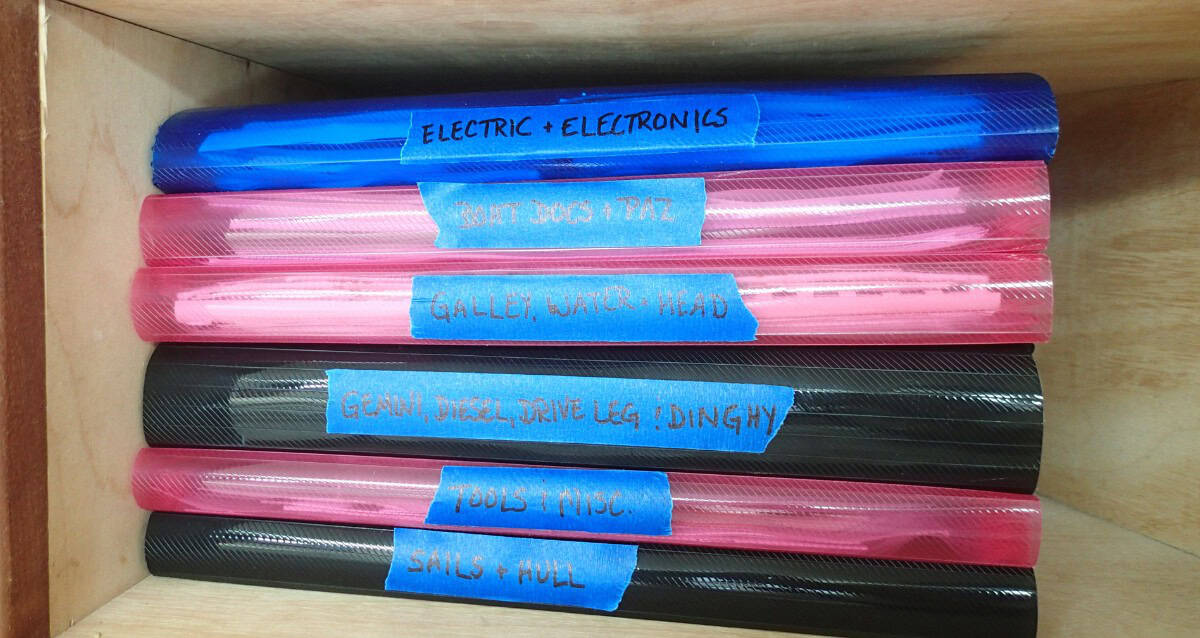 ELECTRIC + ELECTRONICS
BOAT DOCS + PAZ
GALLEY, WATER + HEAD
GEMINI, DIESEL, DRIVE LEG ! DINGHY
TOOLS + MISC.
SAILS + HULL